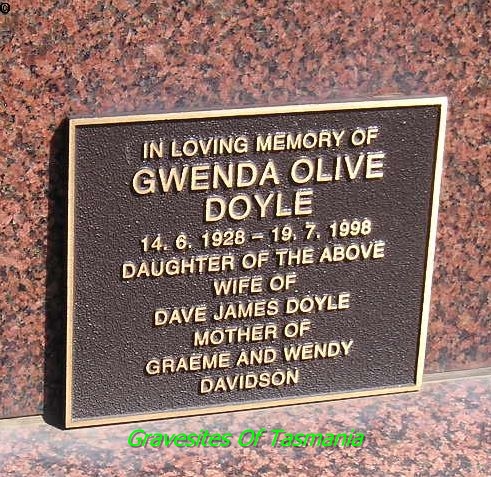 ©
IN LOVING MEMORY OF
GWENDA OLIVE
DOYLE
14. 6. 1928 – 19. 7. 1998
DAUGHTER OF THE ABOVE
WIFE OF
DAVE JAMES DOYLE
MOTHER OF
GRAEME AND WENDY
DAVIDSON
Gravesites Of Tasmania